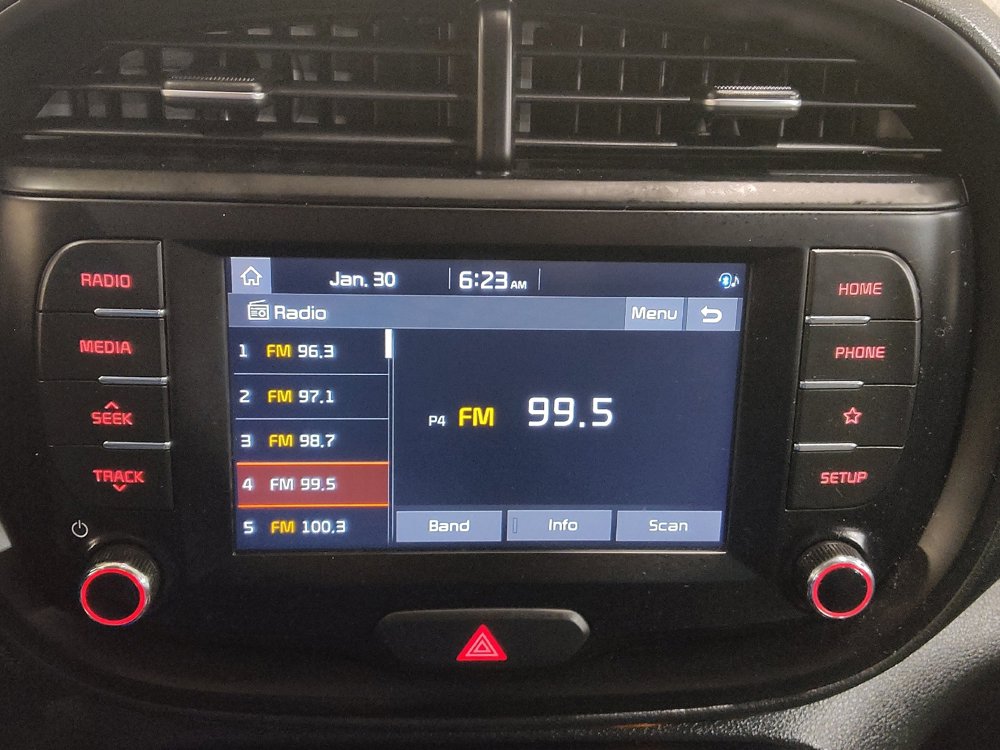 RADIO
MEDIA
SEEK
TRACK
Jan. 30 6:23 AM
Radio Menu
1 FM 96.3
2 FM 97.1
3 FM 98.7
4 FM 99.5
5 FM 100.3
P4 FM 99.5
Band Info Scan
HOME
PHONE
SETUP